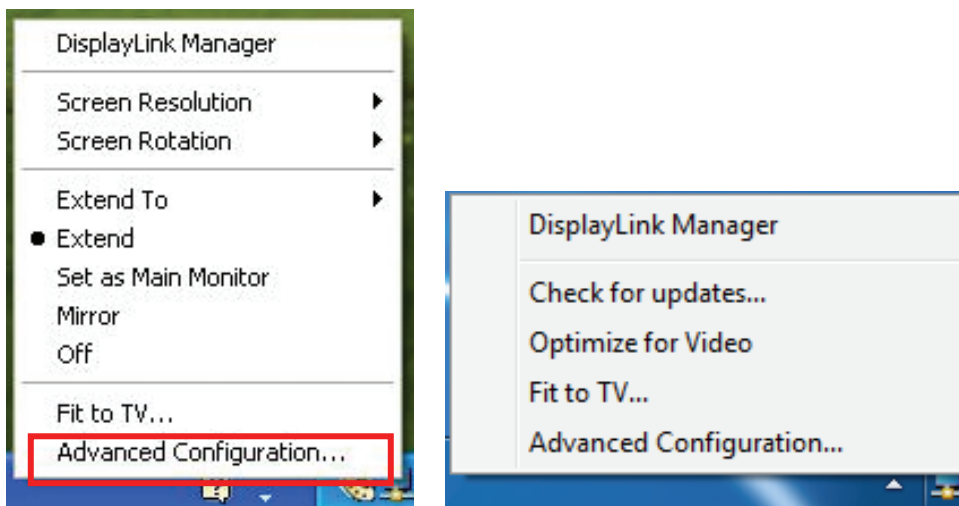 DisplayLink Manager
Screen Resolution
Screen Rotation
Extend To
Extend
Set as Main Monitor
Mirror
Off
Fit to TV...
Advanced Configuration...
DisplayLink Manager
Check for updates...
Optimize for Video
Fit to TV...
Advanced Configuration...